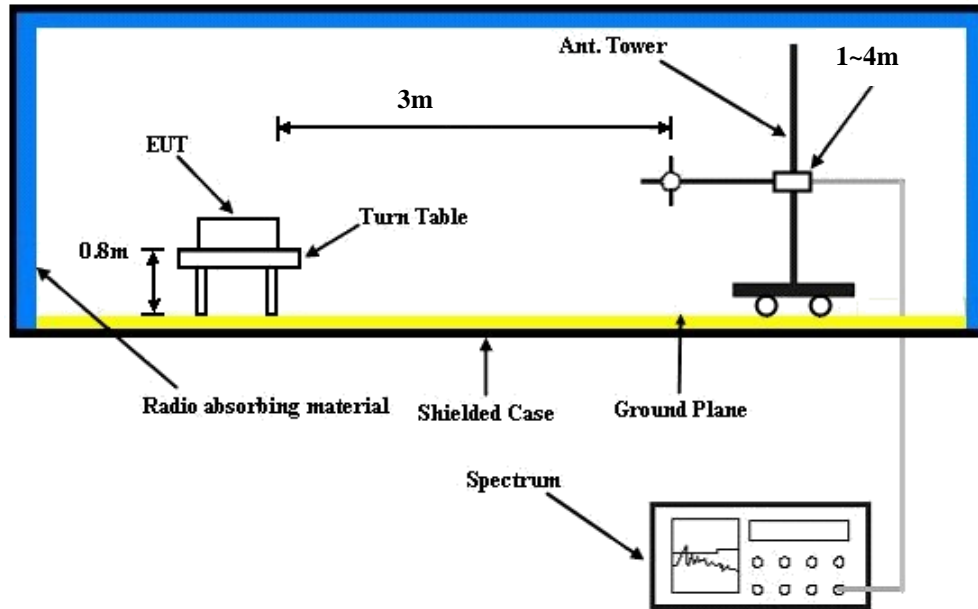 Ant. Tower
1~4m
3m
EUT
Turn Table
0.8m
Radio absorbing material
Shielded Case
Ground Plane
Spectrum